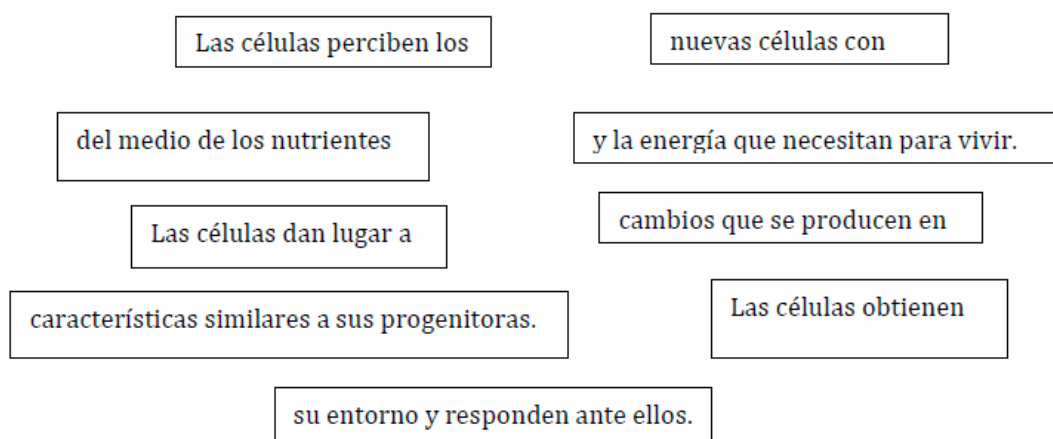 Las células perciben los
nuevas células con
del medio de los nutrientes
y la energía que necesitan para vivir.
Las células dan lugar a
cambios que se producen en
características similares a sus progenitoras.
Las células obtienen
su entorno y responden ante ellos.